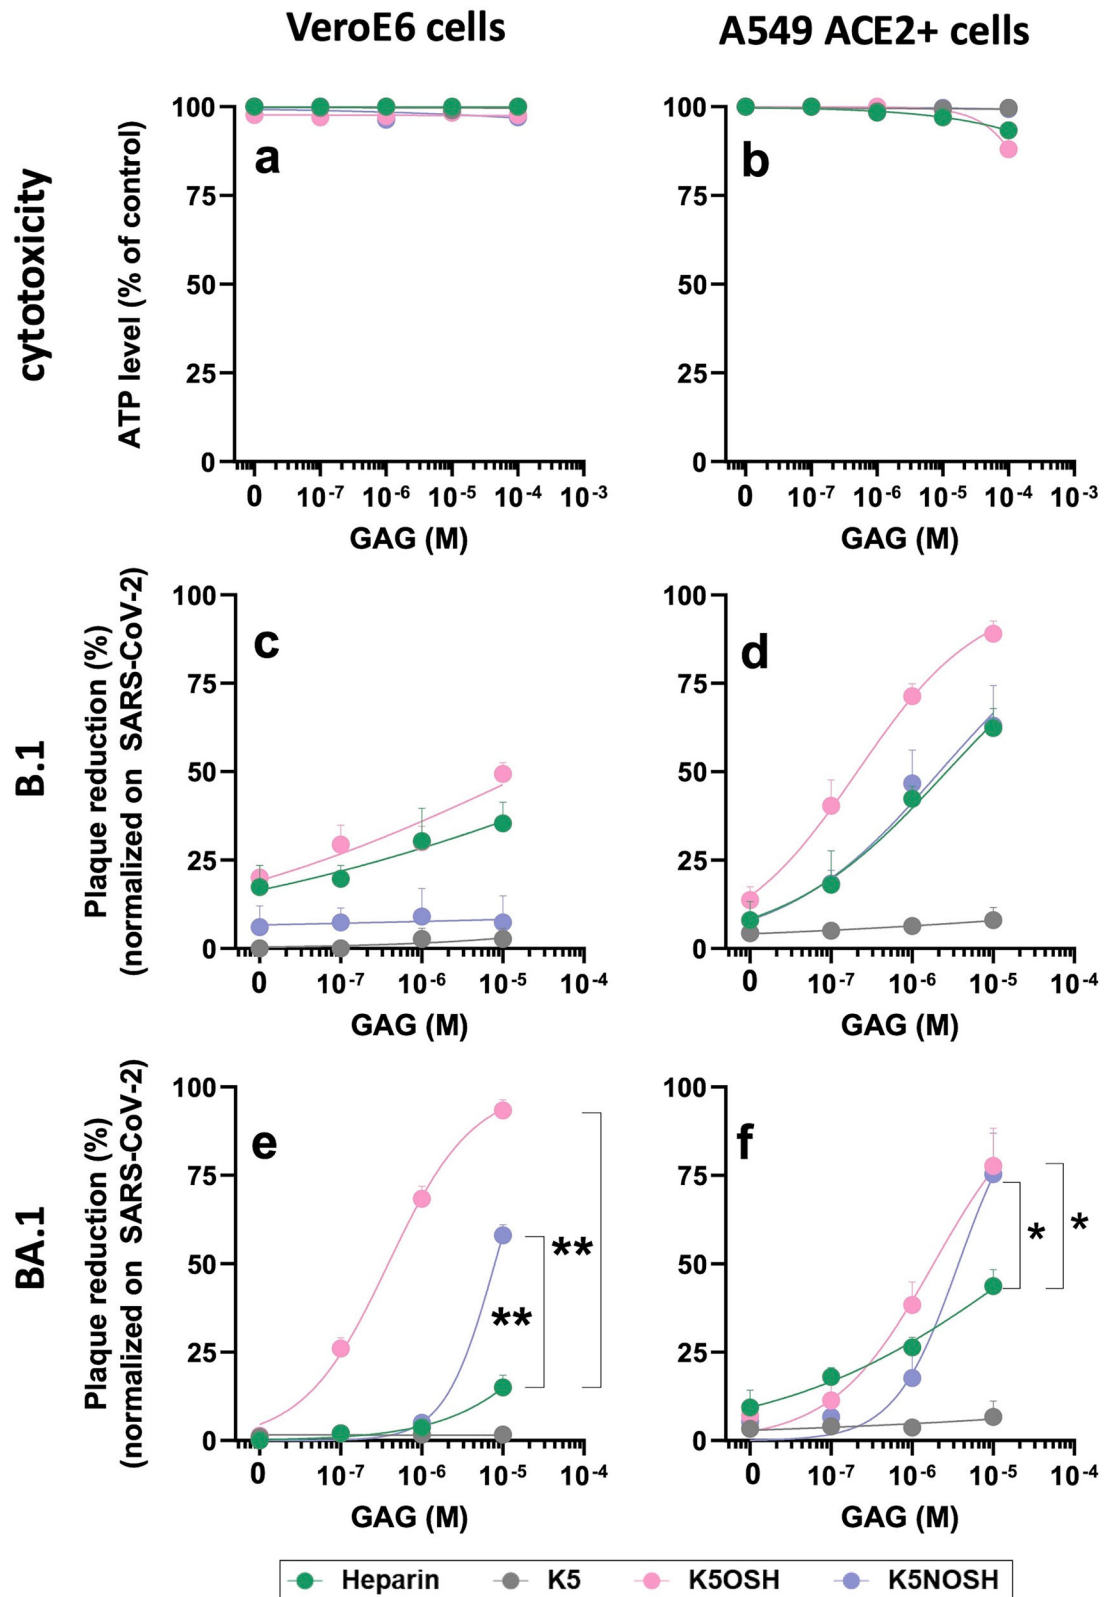 VeroE6 cells
A549 ACE2+ cells
cytotoxicity
ATP level (% of control)
100
75
50
25
0
a
0 10-7 10-6 10-5 10-4 10-3
GAG (M)
100
75
50
25
0
b
0 10-7 10-6 10-5 10-4 10-3
GAG (M)
B.1
Plaque reduction (%)
(normalized on SARS-CoV-2)
100
75
50
25
0
c
0 10-7 10-6 10-5 10-4
GAG (M)
100
75
50
25
0
d
0 10-7 10-6 10-5 10-4
GAG (M)
BA.1
Plaque reduction (%)
(normalized on SARS-CoV-2)
100
75
50
25
0
e
**
**
0 10-7 10-6 10-5 10-4
GAG (M)
100
75
50
25
0
f
*
*
0 10-7 10-6 10-5 10-4
GAG (M)
Heparin K5 K5OSH K5NOSH